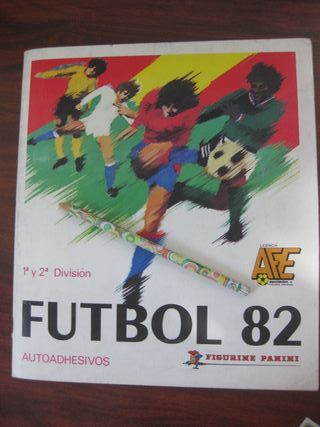 1ª y 2ª División
LICENCIA
AFE
FUTBOL 82
AUTOADHESIVOS
FIGURINE PANINI